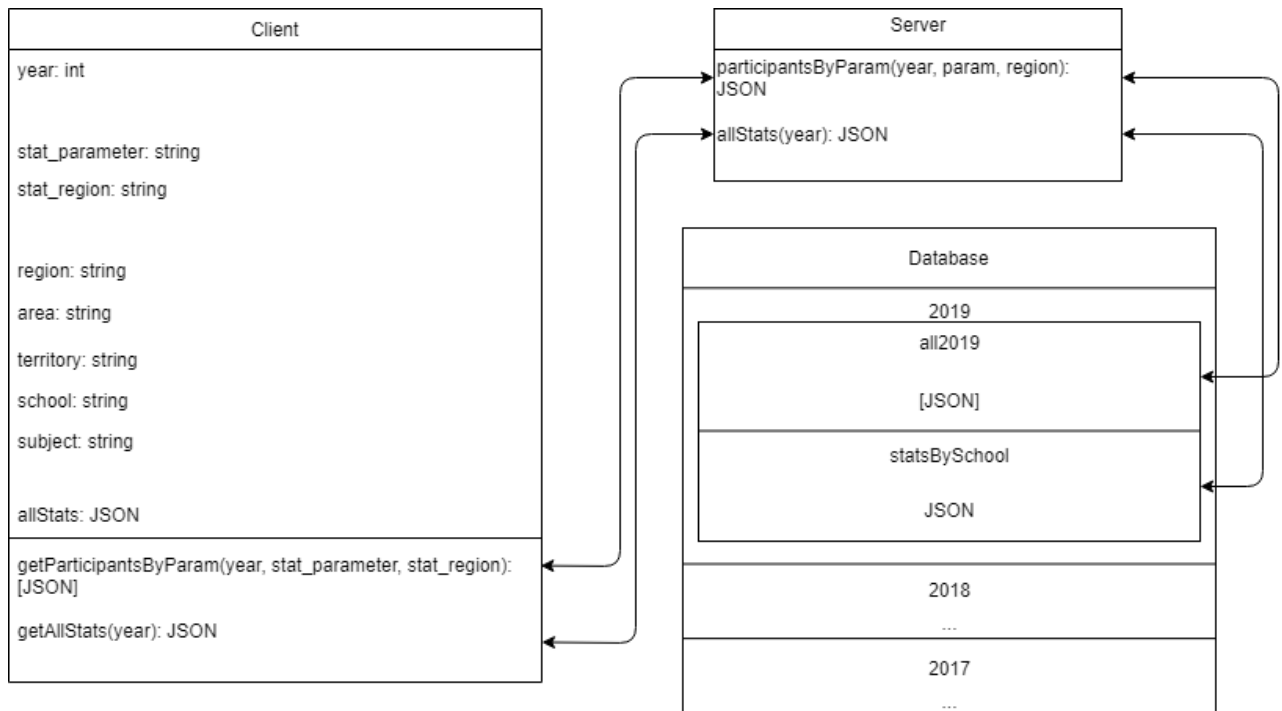 Client
year: int
stat_parameter: string
stat_region: string
region: string
area: string
territory: string
school: string
subject: string
allStats: JSON
getParticipantsByParam(year, stat_parameter, stat_region):
[JSON]
getAllStats(year): JSON
Server
participantsByParam(year, param, region):
JSON
allStats(year): JSON
Database
2019
all2019
[JSON]
statsBySchool
JSON
2018
...
2017
...